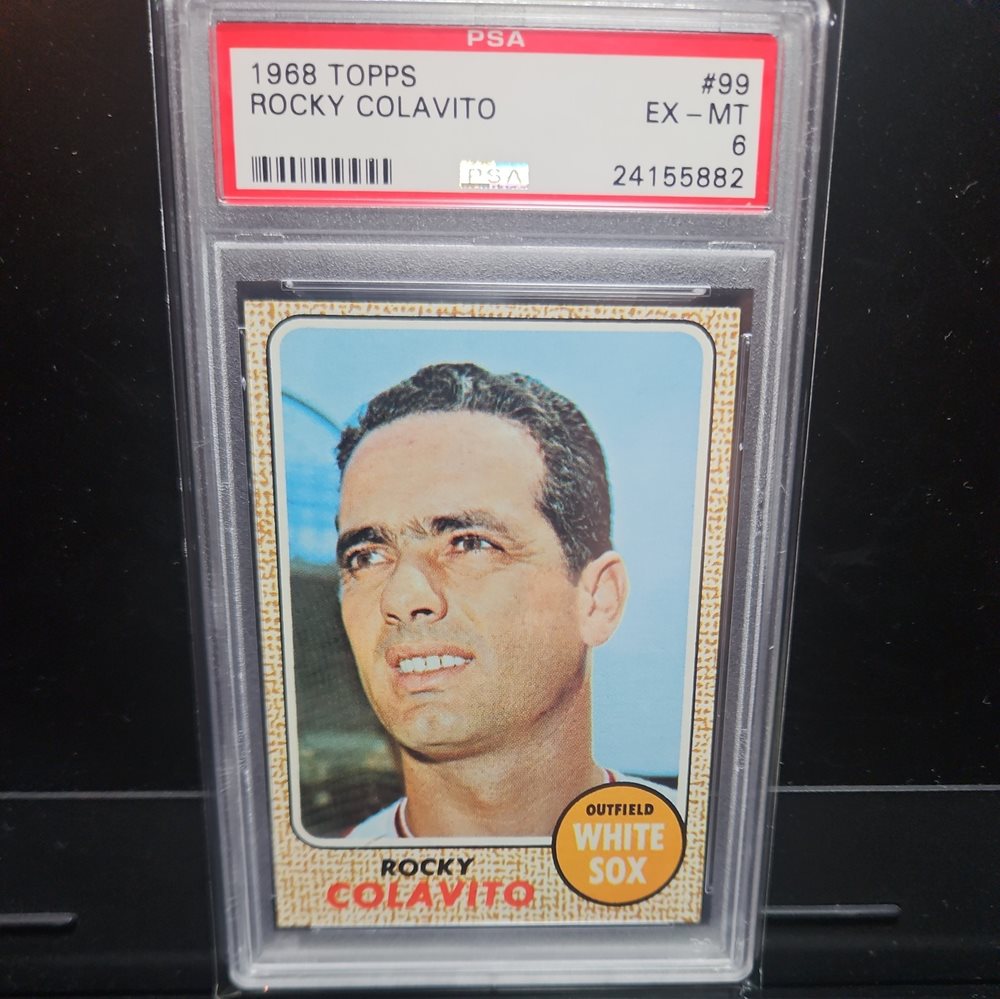 PSA
1968 TOPPS #99
ROCKY COLAVITO EX - MT
6
PSA 24155882
OUTFIELD
WHITE
SOX
ROCKY
COLAVITO